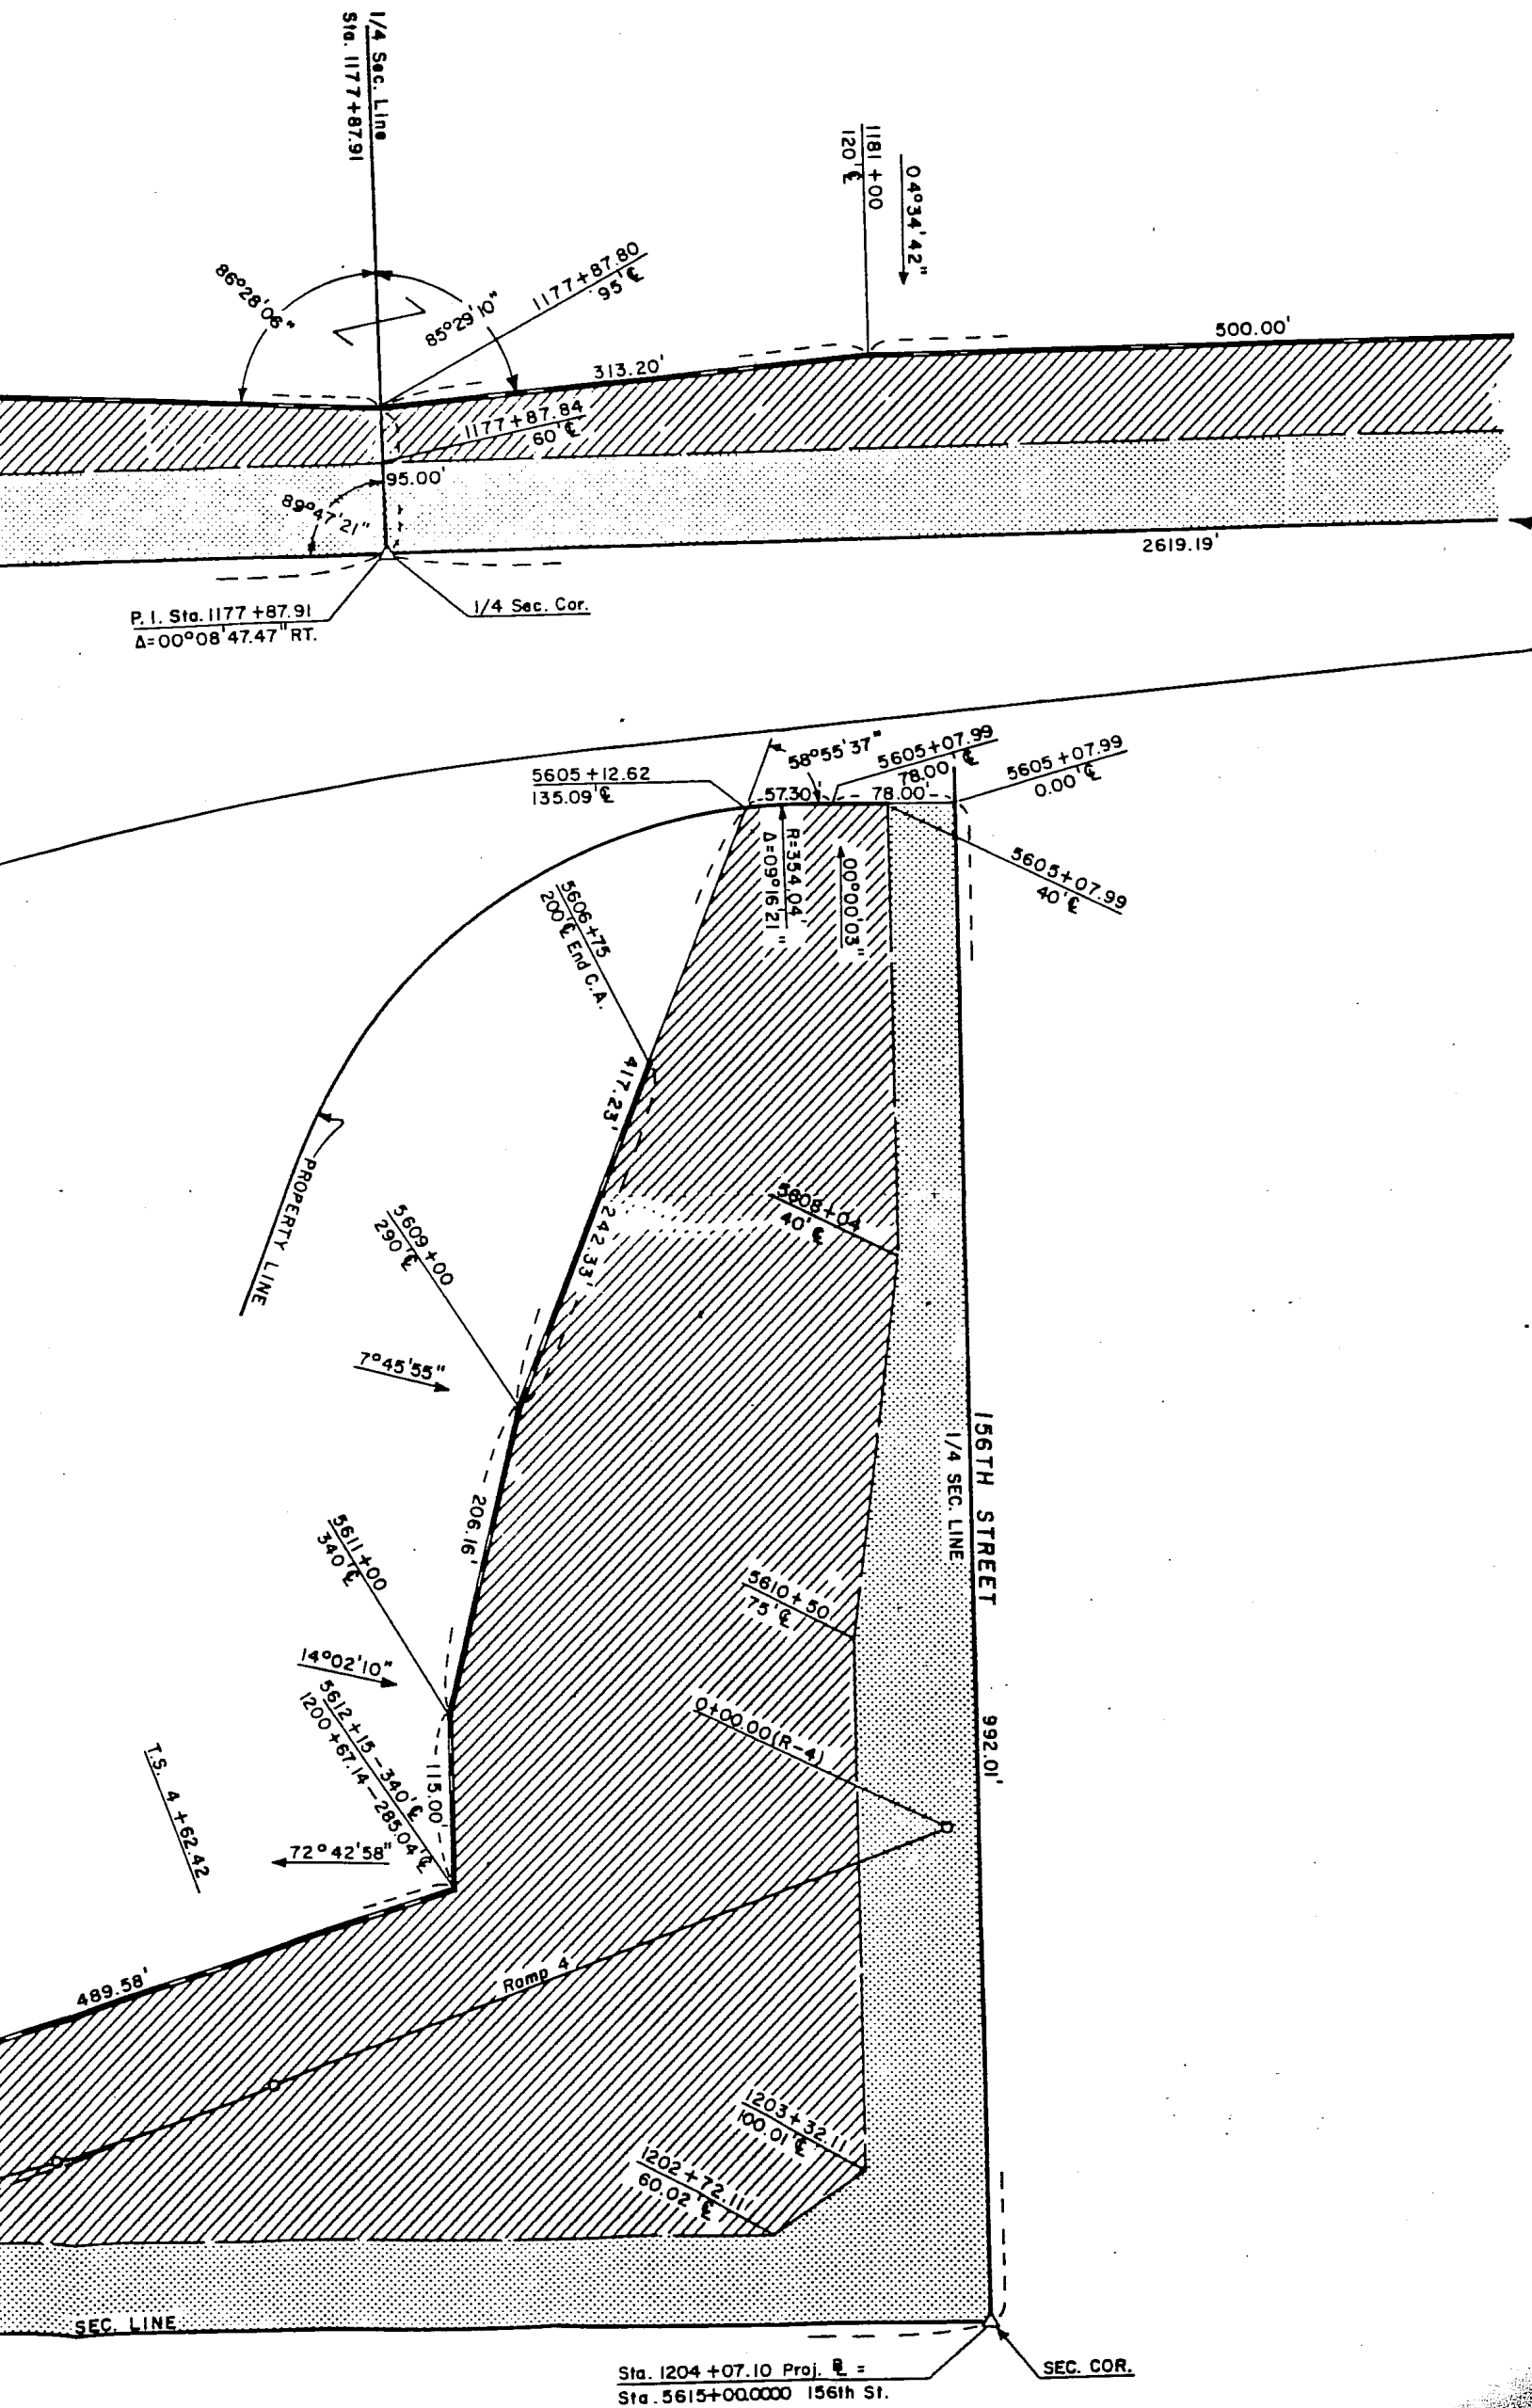 1/4 Sec. Line
Sta. 1177+87.91
1181+00
120' ℄
04°34'42"
86°28'06"
85°29'10"
1177+87.80
95' ℄
313.20'
500.00'
1177+87.84
60' ℄
95.00'
89°47'21"
2619.19'
P. I. Sta. 1177+87.91
Δ=00°08'47.47" RT.
1/4 Sec. Cor.
58°55'37"
5605+07.99
78.00' ℄
5605+07.99
0.00' ℄
5605+12.62
135.09' ℄
57.30'
78.00'
R=354.04'
Δ=09°16'21"
00°00'03"
5605+07.99
40' ℄
5606+75
200' ℄ End C.A.
417.23'
PROPERTY LINE
5608+04
40' ℄
242.33'
5609+00
290' ℄
7°45'55"
156TH STREET
1/4 SEC. LINE
206.16'
5611+00
340' ℄
5610+50
75' ℄
14°02'10"
5612+15-340' ℄
1200+67.14-285.04' ℄
0+00.00(R-4)
992.01'
115.00'
T.S. 4+62.42
72°42'58"
489.58'
Ramp 4
1203+32.11
100.01' ℄
1202+72.11
60.02' ℄
SEC. LINE
Sta. 1204+07.10 Proj. ℄ =
Sta. 5615+00.0000 156th St.
SEC. COR.